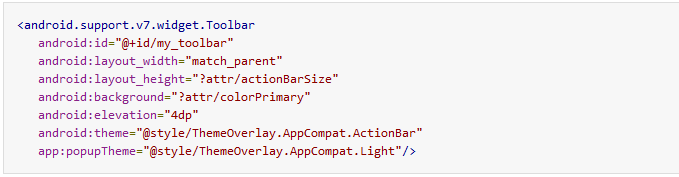 <android.support.v7.widget.Toolbar
android:id="@+id/my_toolbar"
android:layout_width="match_parent"
android:layout_height="?attr/actionBarSize"
android:background="?attr/colorPrimary"
android:elevation="4dp"
android:theme="@style/ThemeOverlay.AppCompat.ActionBar"
app:popupTheme="@style/ThemeOverlay.AppCompat.Light"/>